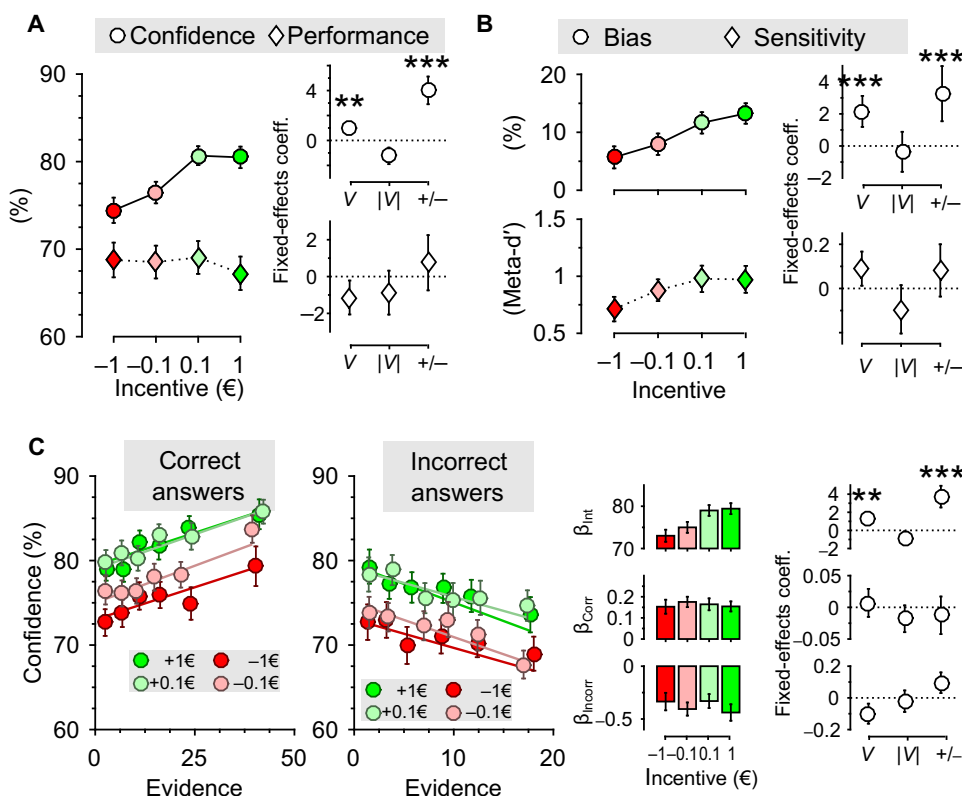 A
Confidence Performance
90
80
70
60
(%)
–1 –0.1 0.1 1
Incentive (€)
Fixed-effects coeff.
** ***
4
0
V |V| +/–
2
0
–2
V |V| +/–
B
Bias Sensitivity
20
10
0
(%)
1.5
1
0.5
(Meta-d′)
–1 –0.1 0.1 1
Incentive
Fixed-effects coeff.
*** ***
4
2
0
–2
V |V| +/–
0.2
0
V |V| +/–
C
Correct
answers
90
80
70
60
Confidence (%)
+1€ –1€
+0.1€ –0.1€
0 25 50
Evidence
Incorrect
answers
90
80
70
60
+1€ –1€
+0.1€ –0.1€
0 10 20
Evidence
βInt
80
70
βCorr
0.2
0.1
0
βIncorr
0
–0.5
–1 –0.1 0.1 1
Incentive (€)
Fixed-effects coeff.
** ***
4
2
0
–2
0.05
0
–0.05
0.2
0
V |V| +/–